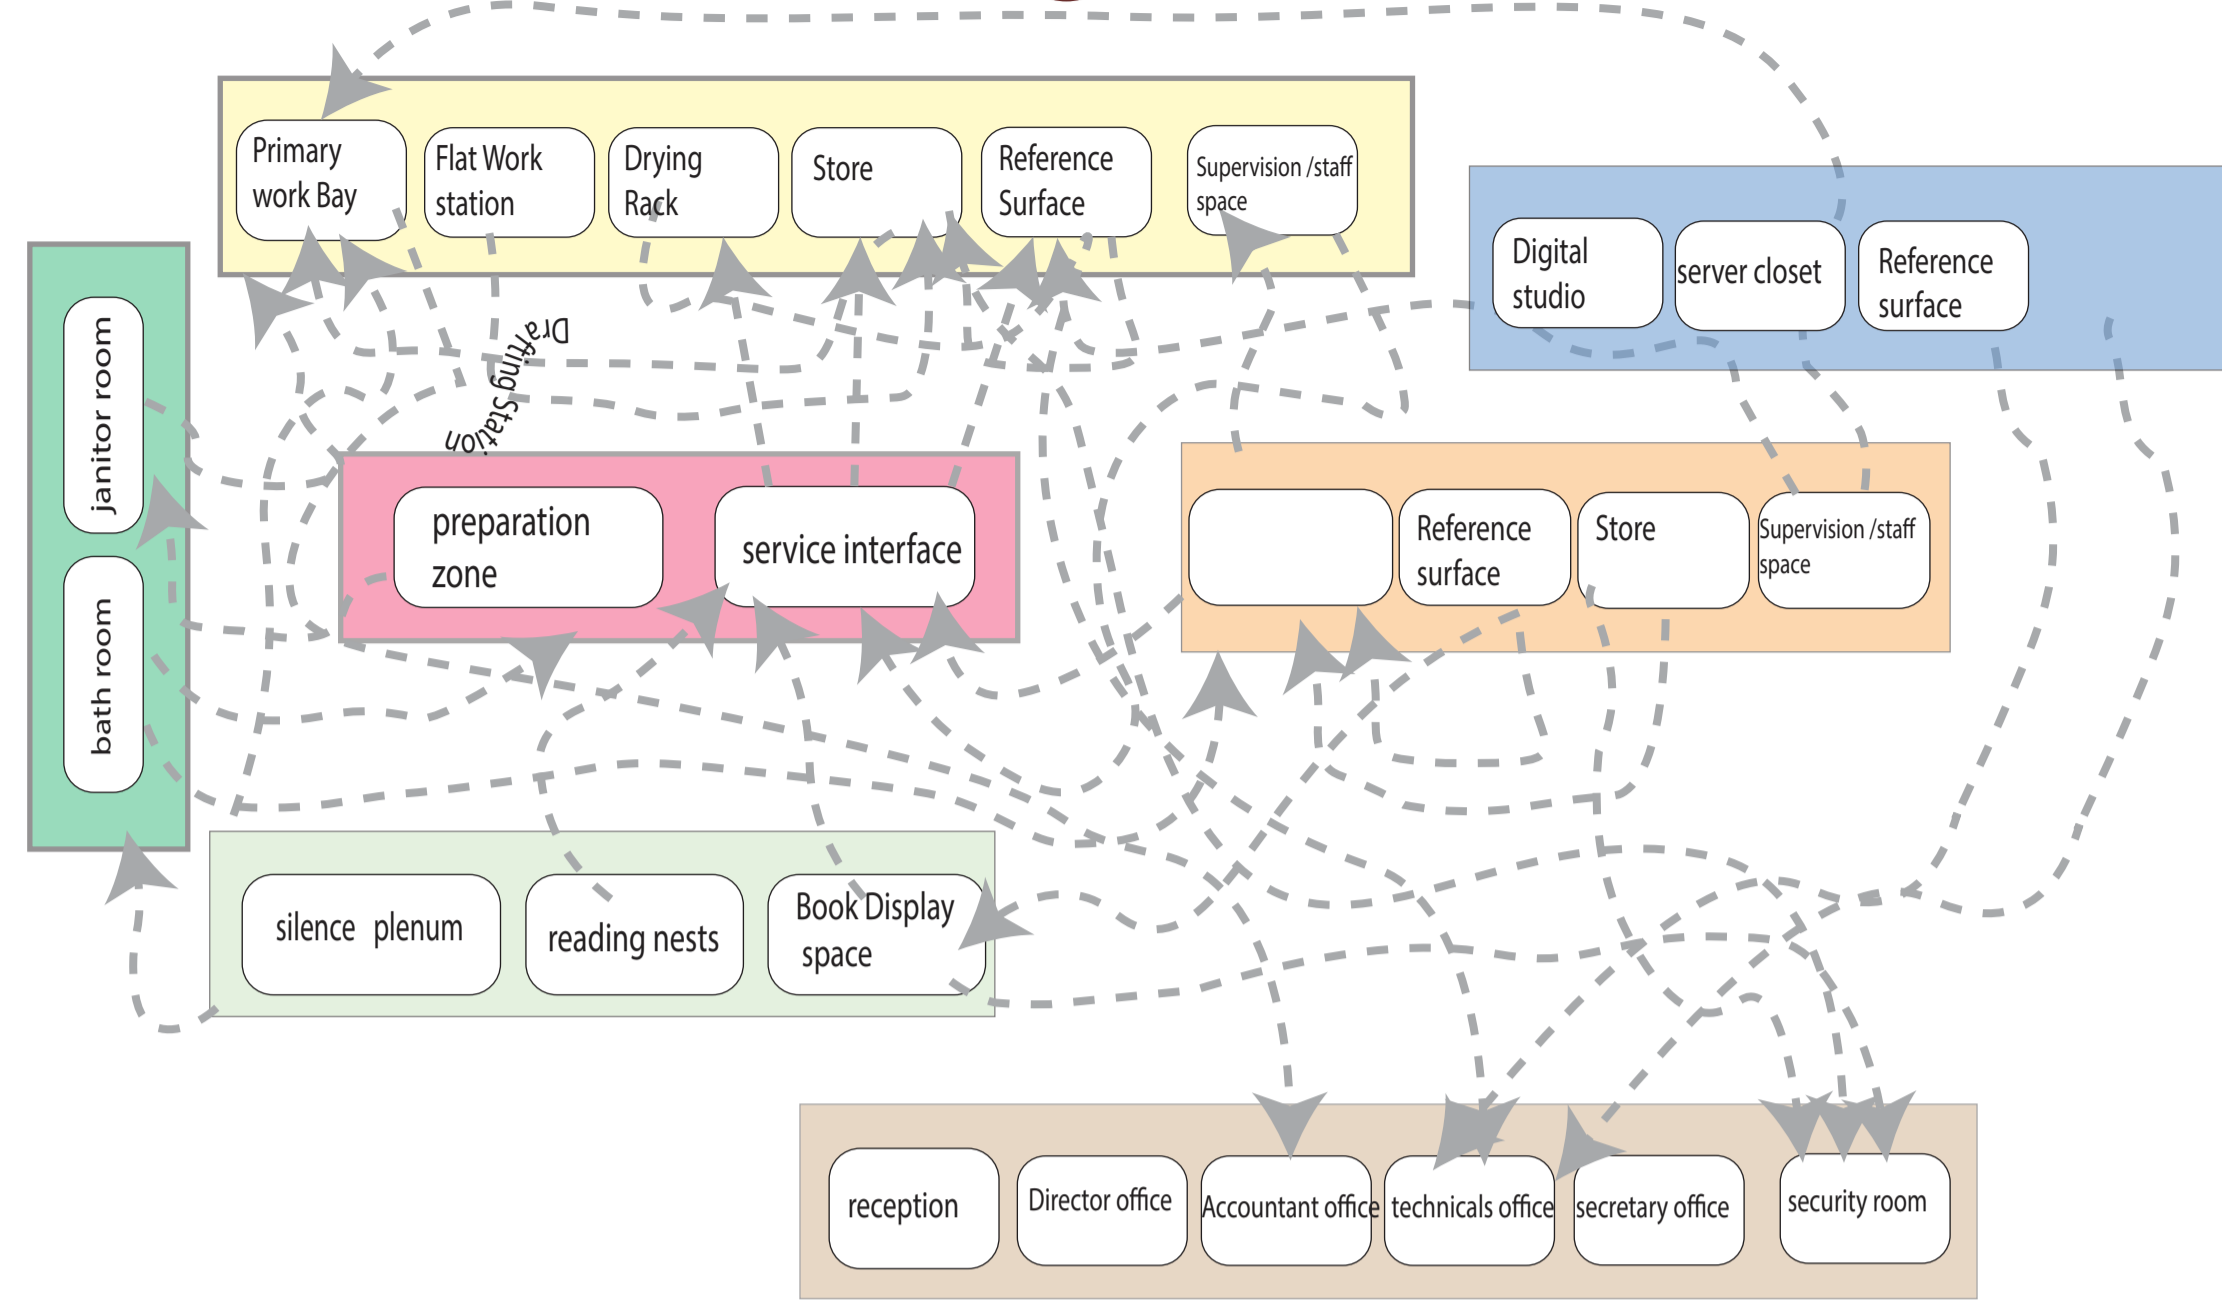 Primary
work Bay
Flat Work
station
Drying
Rack
Store
Reference
Surface
Supervision /staff
space
Digital
studio
server closet
Reference
surface
janitor room
bath room
Drafting Station
preparation
zone
service interface
Reference
surface
Store
Supervision /staff
space
silence plenum
reading nests
Book Display
space
reception
Director office
Accountant office
technicals office
secretary office
security room